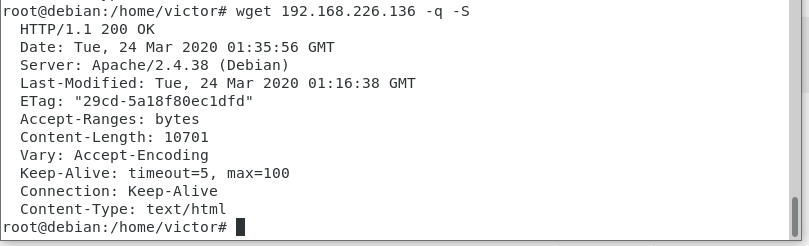 root@debian:/home/victor# wget 192.168.226.136 -q -S
HTTP/1.1 200 OK
Date: Tue, 24 Mar 2020 01:35:56 GMT
Server: Apache/2.4.38 (Debian)
Last-Modified: Tue, 24 Mar 2020 01:16:38 GMT
ETag: "29cd-5a18f80ec1dfd"
Accept-Ranges: bytes
Content-Length: 10701
Vary: Accept-Encoding
Keep-Alive: timeout=5, max=100
Connection: Keep-Alive
Content-Type: text/html
root@debian:/home/victor#